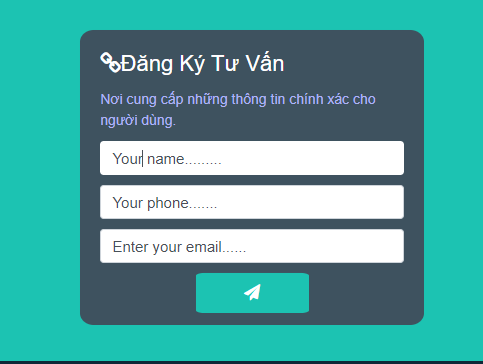 Đăng Ký Tư Vấn
Nơi cung cấp những thông tin chính xác cho
người dùng.
Your name.........
Your phone.......
Enter your email......